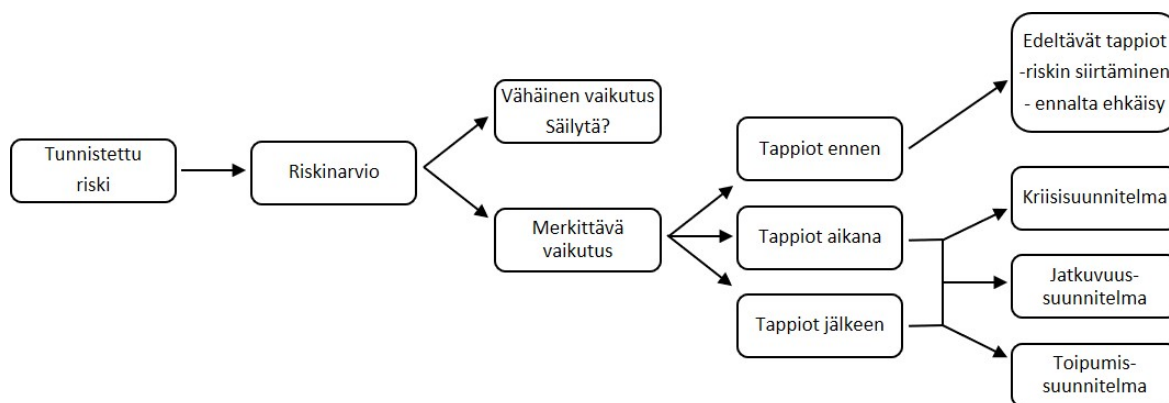 Tunnistettu
riski
Riskinarvio
Vähäinen vaikutus
Säilytä?
Merkittävä
vaikutus
Tappiot ennen
Tappiot aikana
Tappiot jälkeen
Edeltävät tappiot
-riskin siirtäminen
- ennalta ehkäisy
Kriisisuunnitelma
Jatkuvuus-
suunnitelma
Toipumis-
suunnitelma